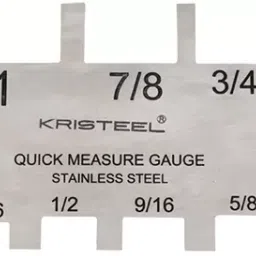 1 7/8 3/4
KRISTEEL®
QUICK MEASURE GAUGE
STAINLESS STEEL
1/2 9/16 5/8